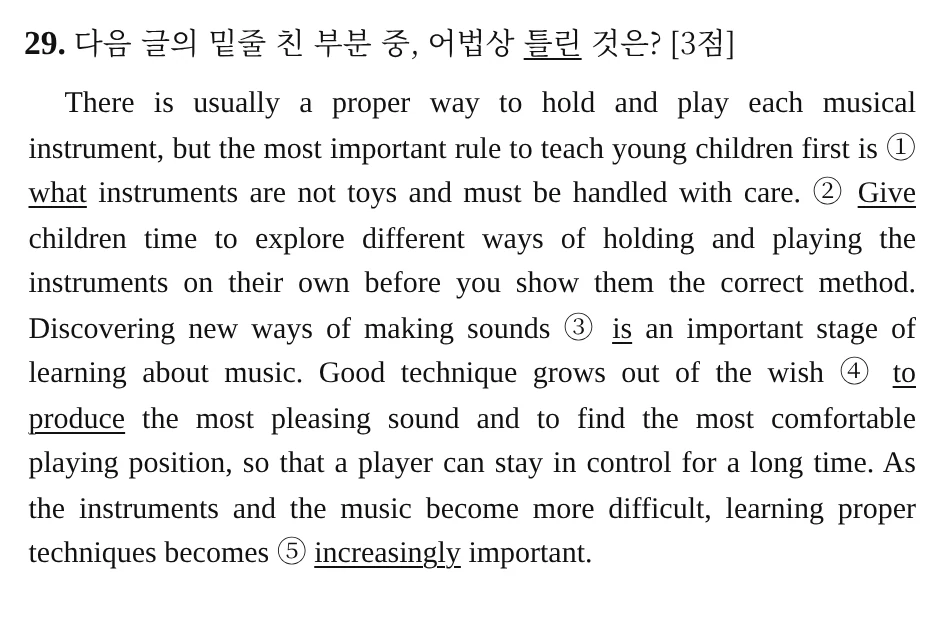 29. 다음 글의 밑줄 친 부분 중, 어법상 틀린 것은? [3점]
There is usually a proper way to hold and play each musical
instrument, but the most important rule to teach young children first is ①
what instruments are not toys and must be handled with care. ② Give
children time to explore different ways of holding and playing the
instruments on their own before you show them the correct method.
Discovering new ways of making sounds ③ is an important stage of
learning about music. Good technique grows out of the wish ④ to
produce the most pleasing sound and to find the most comfortable
playing position, so that a player can stay in control for a long time. As
the instruments and the music become more difficult, learning proper
techniques becomes ⑤ increasingly important.